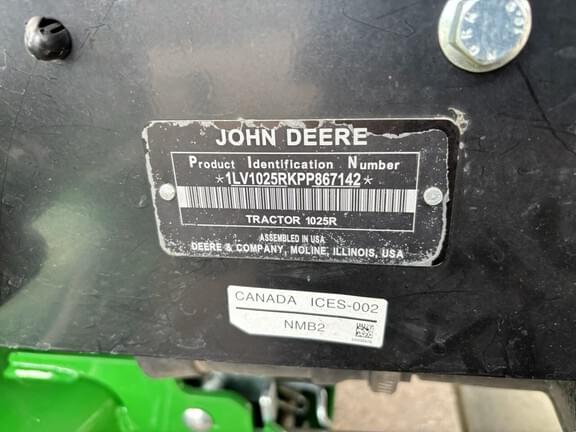 JOHN DEERE
Product Identification Number
*1LV1025RKPP867142*
TRACTOR 1025R
ASSEMBLED IN USA
DEERE & COMPANY, MOLINE, ILLINOIS, USA
CANADA ICES-002
NMB2